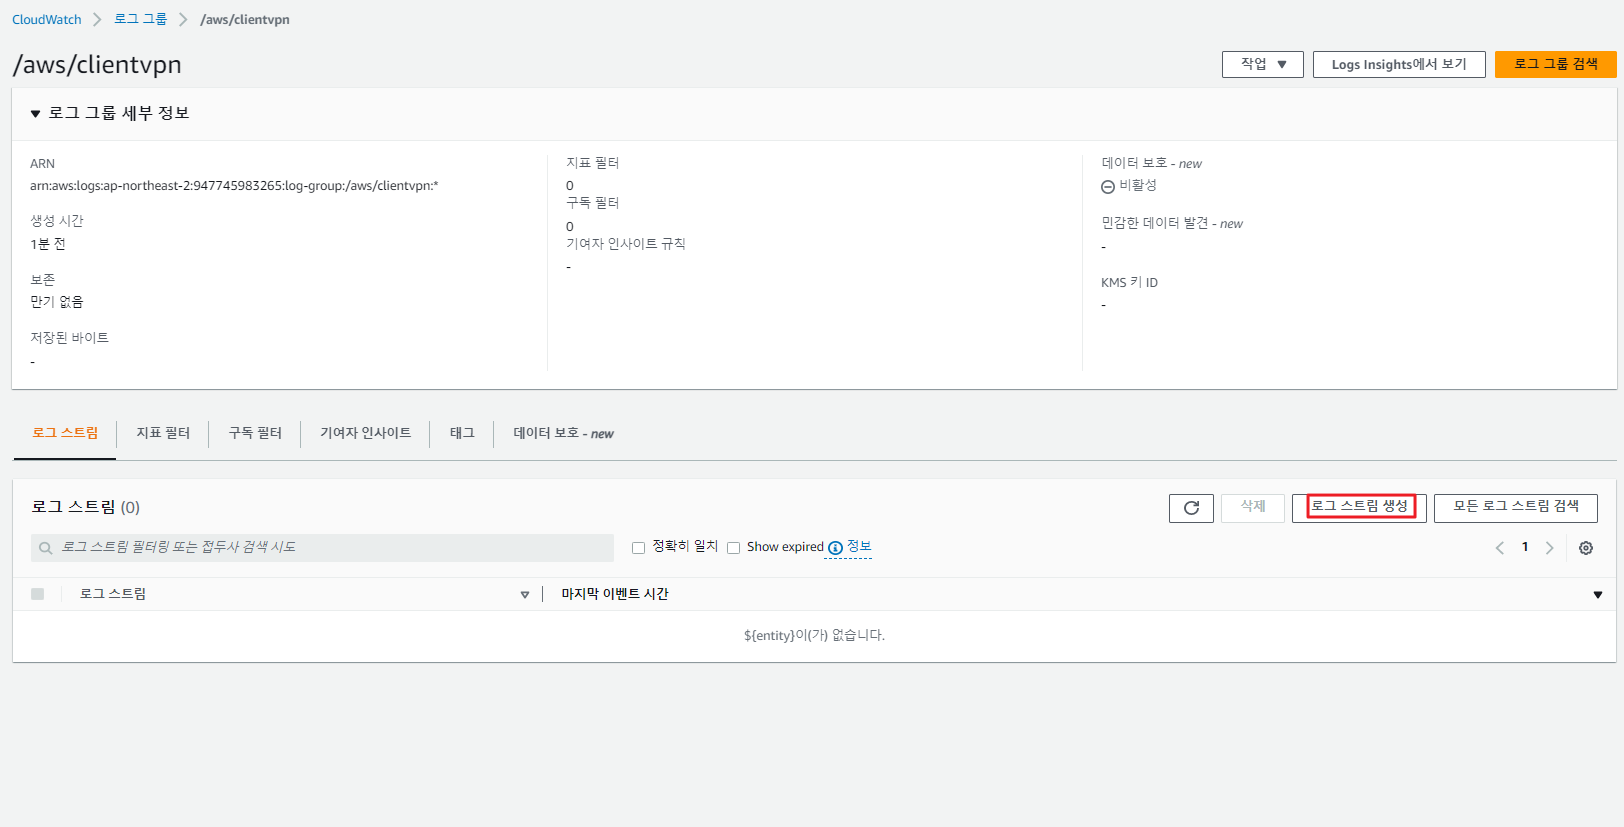 CloudWatch > 로그 그룹 > /aws/clientvpn
/aws/clientvpn
작업 ▼
Logs Insights에서 보기
로그 그룹 검색
▼ 로그 그룹 세부 정보
ARN
arn:aws:logs:ap-northeast-2:947745983265:log-group:/aws/clientvpn:*
생성 시간
1분 전
보존
만기 없음
저장된 바이트
-
지표 필터
0
구독 필터
0
기여자 인사이트 규칙
-
데이터 보호 - new
비활성
민감한 데이터 발견 - new
-
KMS 키 ID
-
로그 스트림
지표 필터
구독 필터
기여자 인사이트
태그
데이터 보호 - new
로그 스트림 (0)
삭제
로그 스트림 생성
모든 로그 스트림 검색
로그 스트림 필터링 또는 접두사 검색 시도
정확히 일치
Show expired
정보
1
로그 스트림
마지막 이벤트 시간
${entity}이(가) 없습니다.